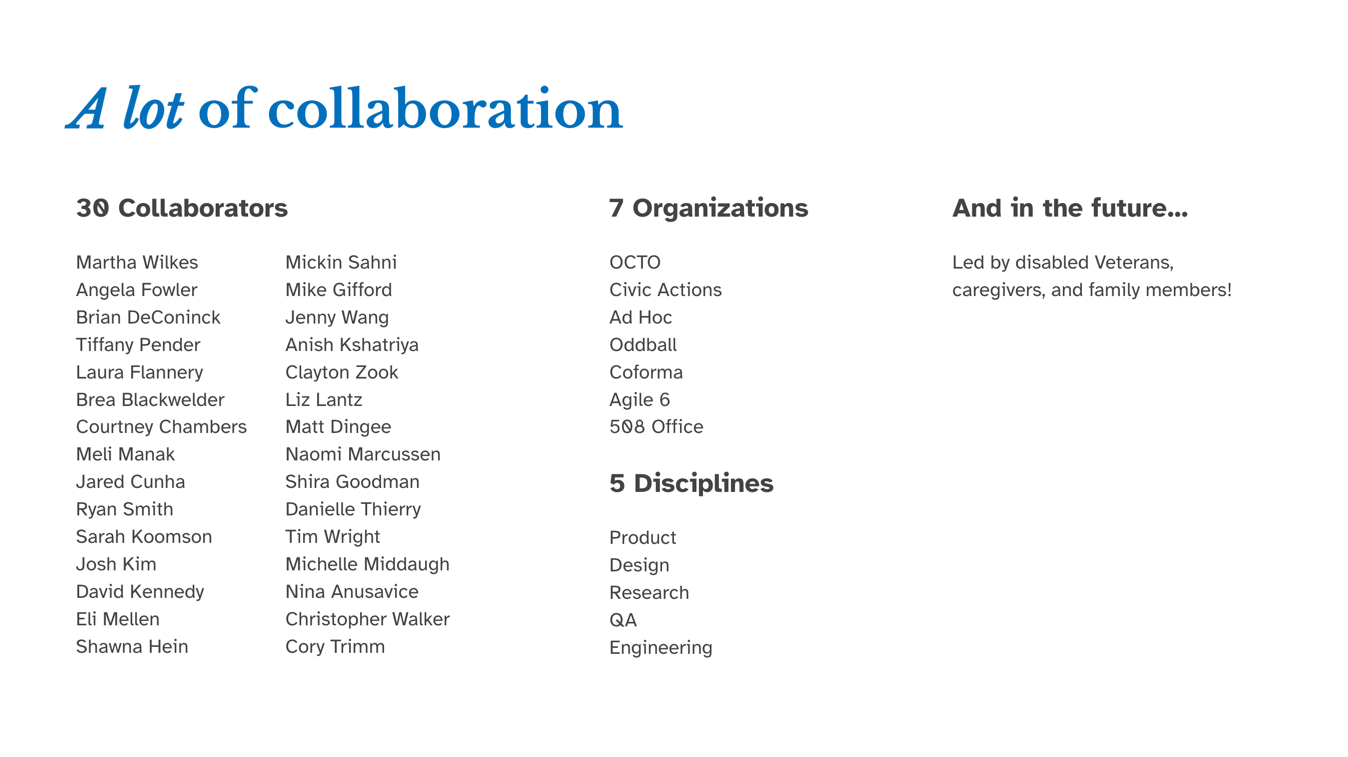 A lot of collaboration
30 Collaborators
Martha Wilkes
Angela Fowler
Brian DeConinck
Tiffany Pender
Laura Flannery
Brea Blackwelder
Courtney Chambers
Meli Manak
Jared Cunha
Ryan Smith
Sarah Koomson
Josh Kim
David Kennedy
Eli Mellen
Shawna Hein
Mickin Sahni
Mike Gifford
Jenny Wang
Anish Kshatriya
Clayton Zook
Liz Lantz
Matt Dingee
Naomi Marcussen
Shira Goodman
Danielle Thierry
Tim Wright
Michelle Middaugh
Nina Anusavice
Christopher Walker
Cory Trimm
7 Organizations
OCTO
Civic Actions
Ad Hoc
Oddball
Coforma
Agile 6
508 Office
5 Disciplines
Product
Design
Research
QA
Engineering
And in the future...
Led by disabled Veterans,
caregivers, and family members!